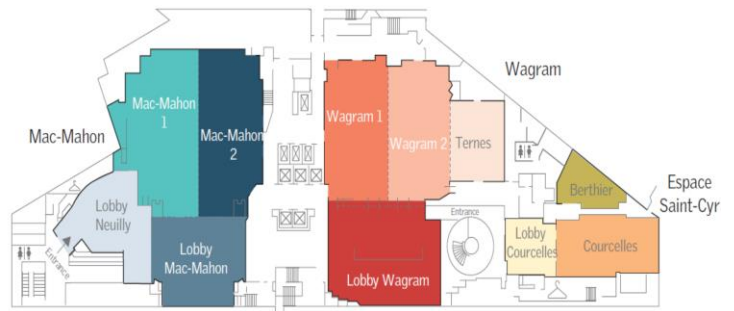 Mac-Mahon
Mac-Mahon
1
Mac-Mahon
2
Lobby
Neuilly
Entrance
Lobby
Mac-Mahon
Wagram
Wagram 1
Wagram 2
Ternes
Lobby Wagram
Entrance
Berthier
Espace
Saint-Cyr
Lobby
Courcelles
Courcelles